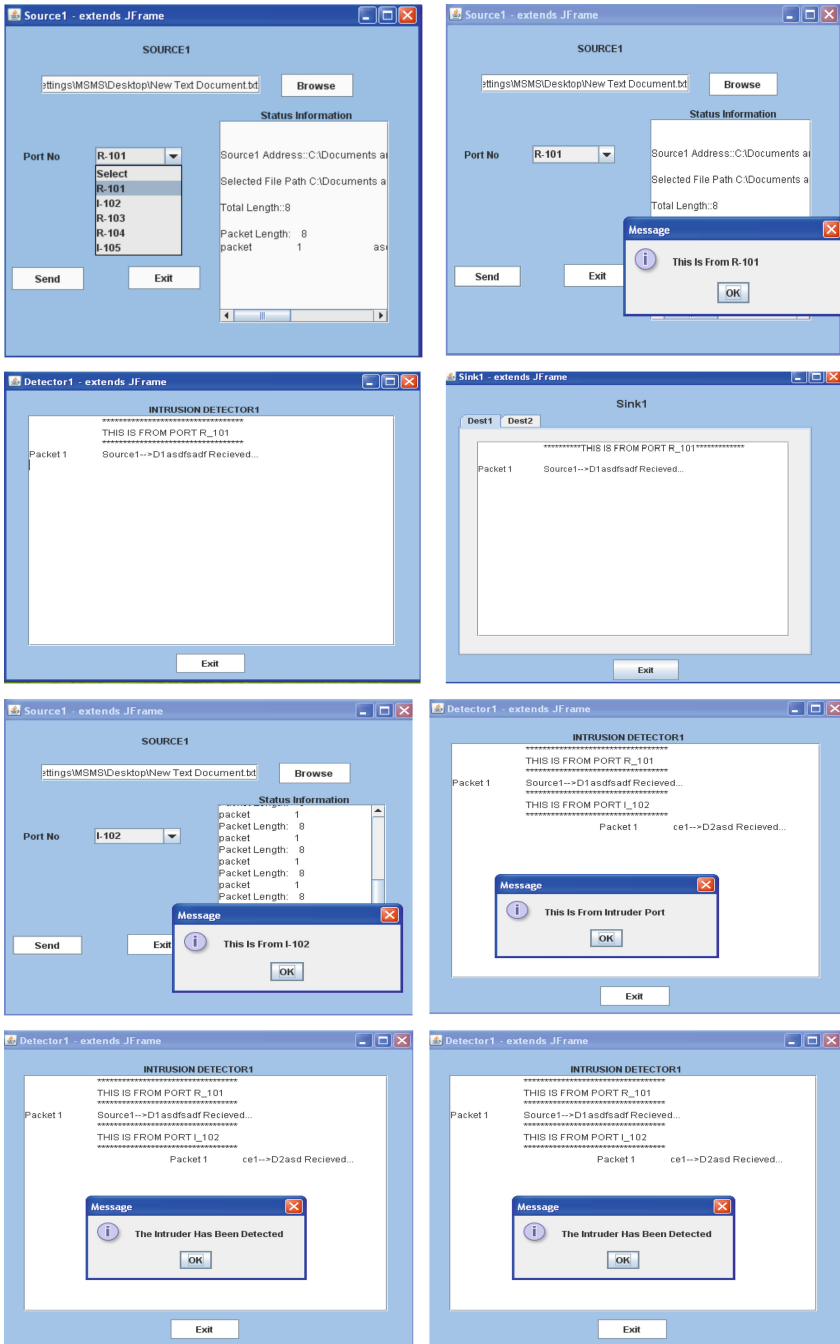 Source1 - extends JFrame
SOURCE1
ettings\MSMS\Desktop\New Text Document.txt
Browse
Status Information
Port No
R-101
Select
R-101
I-102
R-103
R-104
I-105
Source1 Address::C:\Documents a
Selected File Path C:\Documents a
Total Length::8
Packet Length: 8
packet 1 as
Send
Exit
Source1 - extends JFrame
SOURCE1
ettings\MSMS\Desktop\New Text Document.txt
Browse
Status Information
Port No
R-101
Source1 Address::C:\Documents a
Selected File Path C:\Documents a
Total Length::8
Message
This Is From R-101
OK
Send
Exit
Detector1 - extends JFrame
INTRUSION DETECTOR1
**********************************
THIS IS FROM PORT R_101
**********************************
Packet 1 Source1-->D1asdfsadf Recieved...
Exit
Sink1 - extends JFrame
Sink1
Dest1 Dest2
**********THIS IS FROM PORT R_101*************
Packet 1 Source1-->D1asdfsadf Recieved...
Exit
Source1 - extends JFrame
SOURCE1
ettings\MSMS\Desktop\New Text Document.txt
Browse
Status Information
Port No
I-102
Packet Length: 8
packet 1
Packet Length: 8
packet 1
Packet Length: 8
packet 1
Packet Length: 8
packet 1
Packet Length: 8
Message
This Is From I-102
OK
Send
Exit
Detector1 - extends JFrame
INTRUSION DETECTOR1
**********************************
THIS IS FROM PORT R_101
**********************************
Packet 1 Source1-->D1asdfsadf Recieved...
**********************************
THIS IS FROM PORT I_102
**********************************
Packet 1 ce1-->D2asd Recieved...
Message
This Is From Intruder Port
OK
Exit
Detector1 - extends JFrame
INTRUSION DETECTOR1
**********************************
THIS IS FROM PORT R_101
**********************************
Packet 1 Source1-->D1asdfsadf Recieved...
**********************************
THIS IS FROM PORT I_102
**********************************
Packet 1 ce1-->D2asd Recieved...
Message
The Intruder Has Been Detected
OK
Exit
Detector1 - extends JFrame
INTRUSION DETECTOR1
**********************************
THIS IS FROM PORT R_101
**********************************
Packet 1 Source1-->D1asdfsadf Recieved...
**********************************
THIS IS FROM PORT I_102
**********************************
Packet 1 ce1-->D2asd Recieved...
Message
The Intruder Has Been Detected
OK
Exit